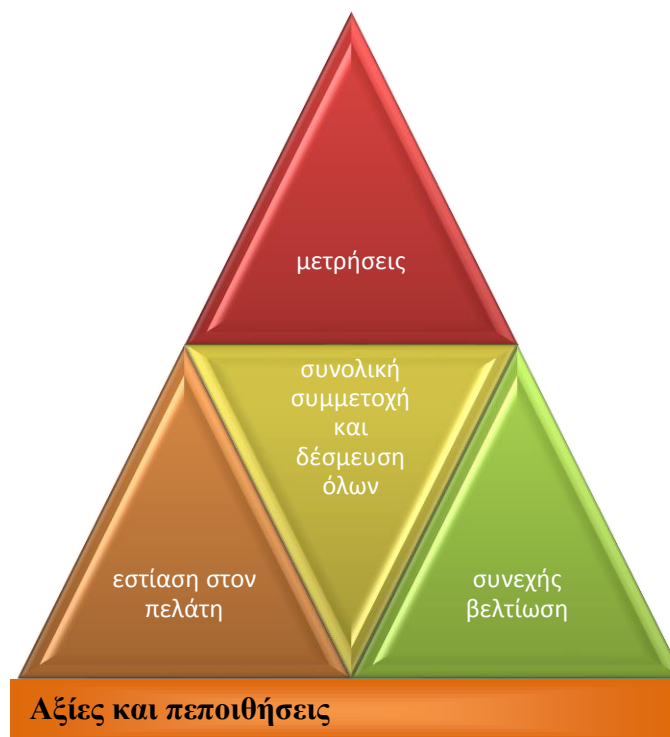 μετρήσεις
συνολική
συμμετοχή
και
δέσμευση
όλων
εστίαση στον
πελάτη
συνεχής
βελτίωση
Αξίες και πεποιθήσεις